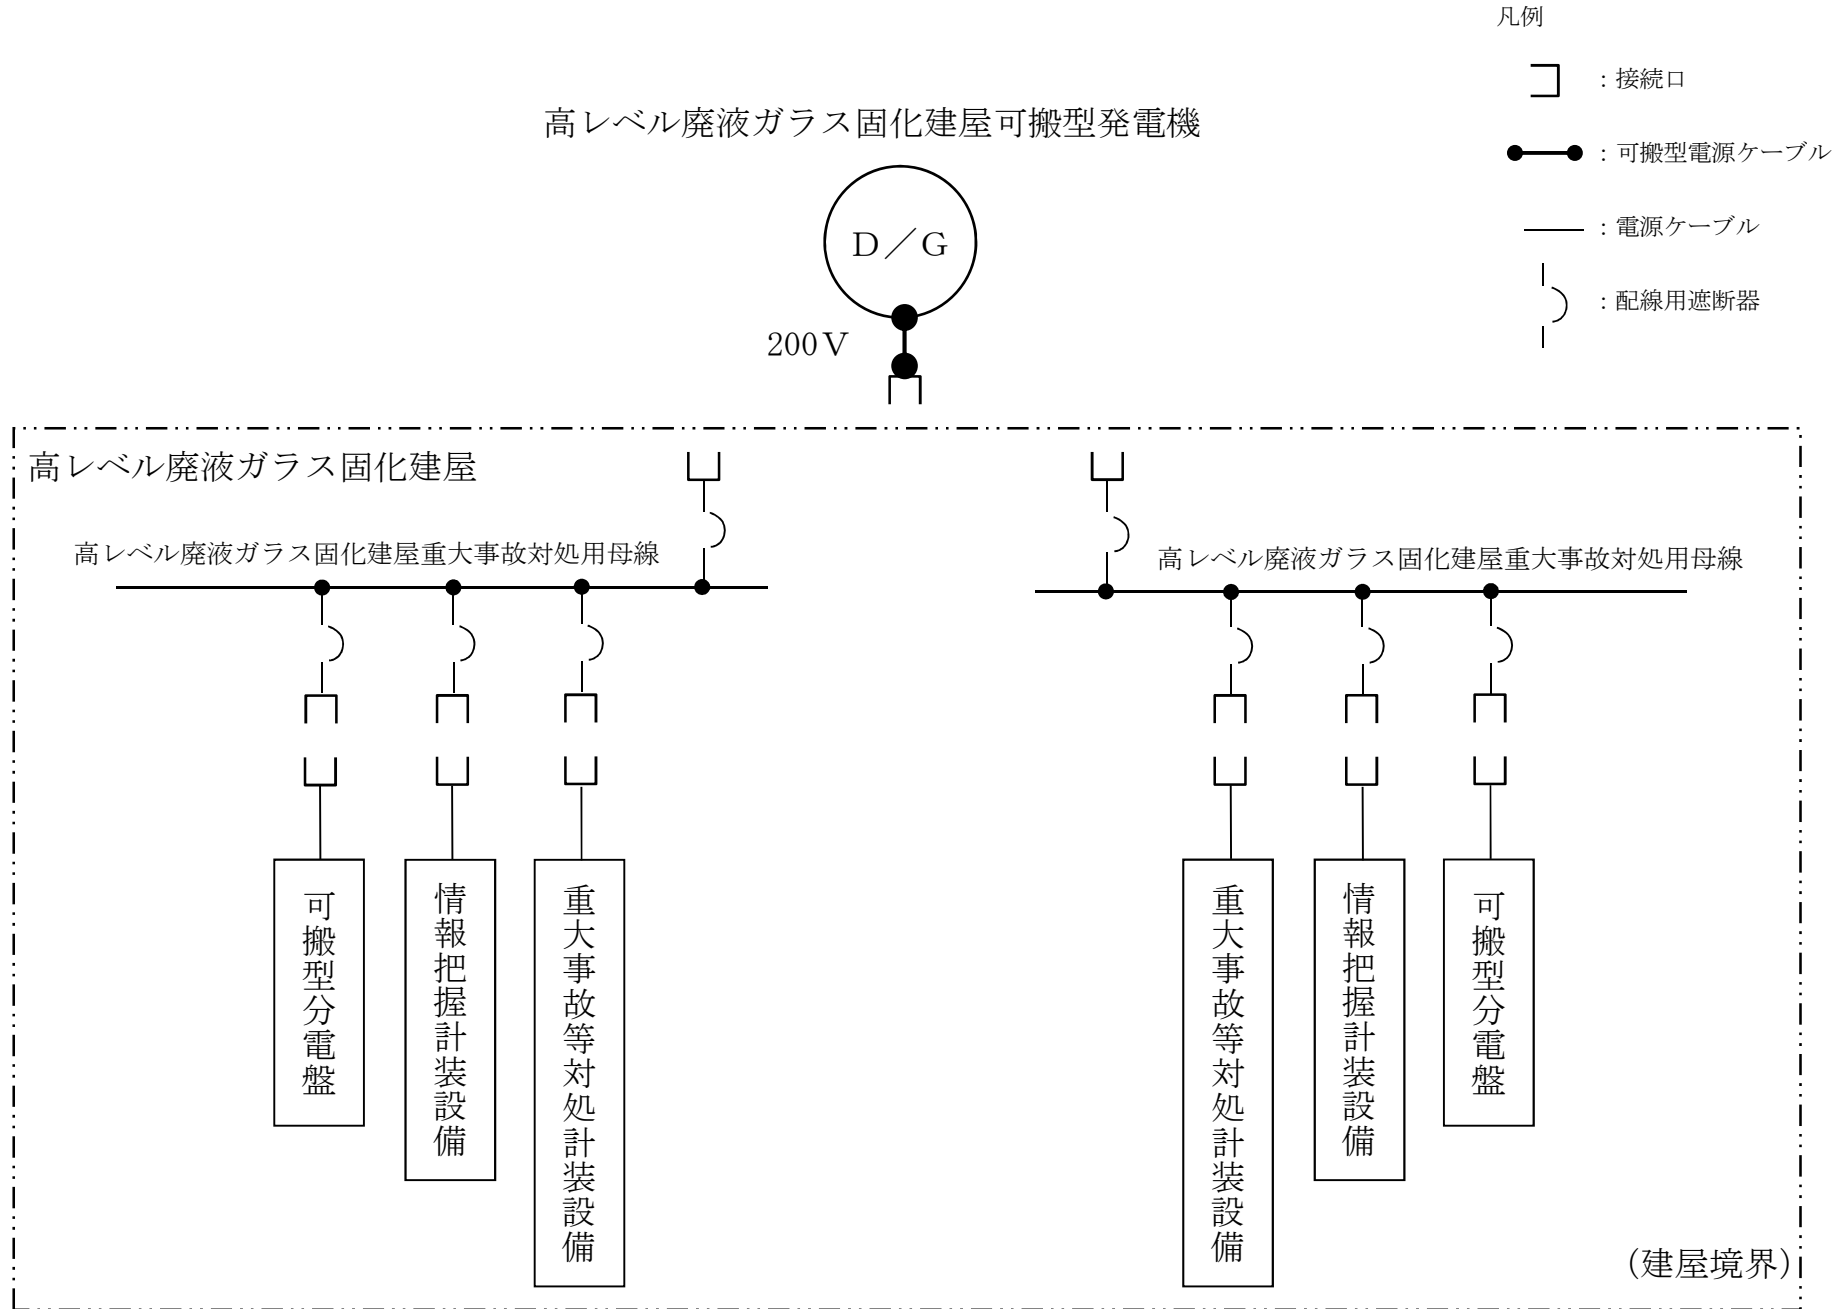 凡例
：接続口
高レベル廃液ガラス固化建屋可搬型発電機
：可搬型電源ケーブル
D／G
：電源ケーブル
：配線用遮断器
200V
高レベル廃液ガラス固化建屋
高レベル廃液ガラス固化建屋重大事故対処用母線
高レベル廃液ガラス固化建屋重大事故対処用母線
可搬型分電盤
情報把握計装設備
重大事故等対処計装設備
重大事故等対処計装設備
情報把握計装設備
可搬型分電盤
（建屋境界）